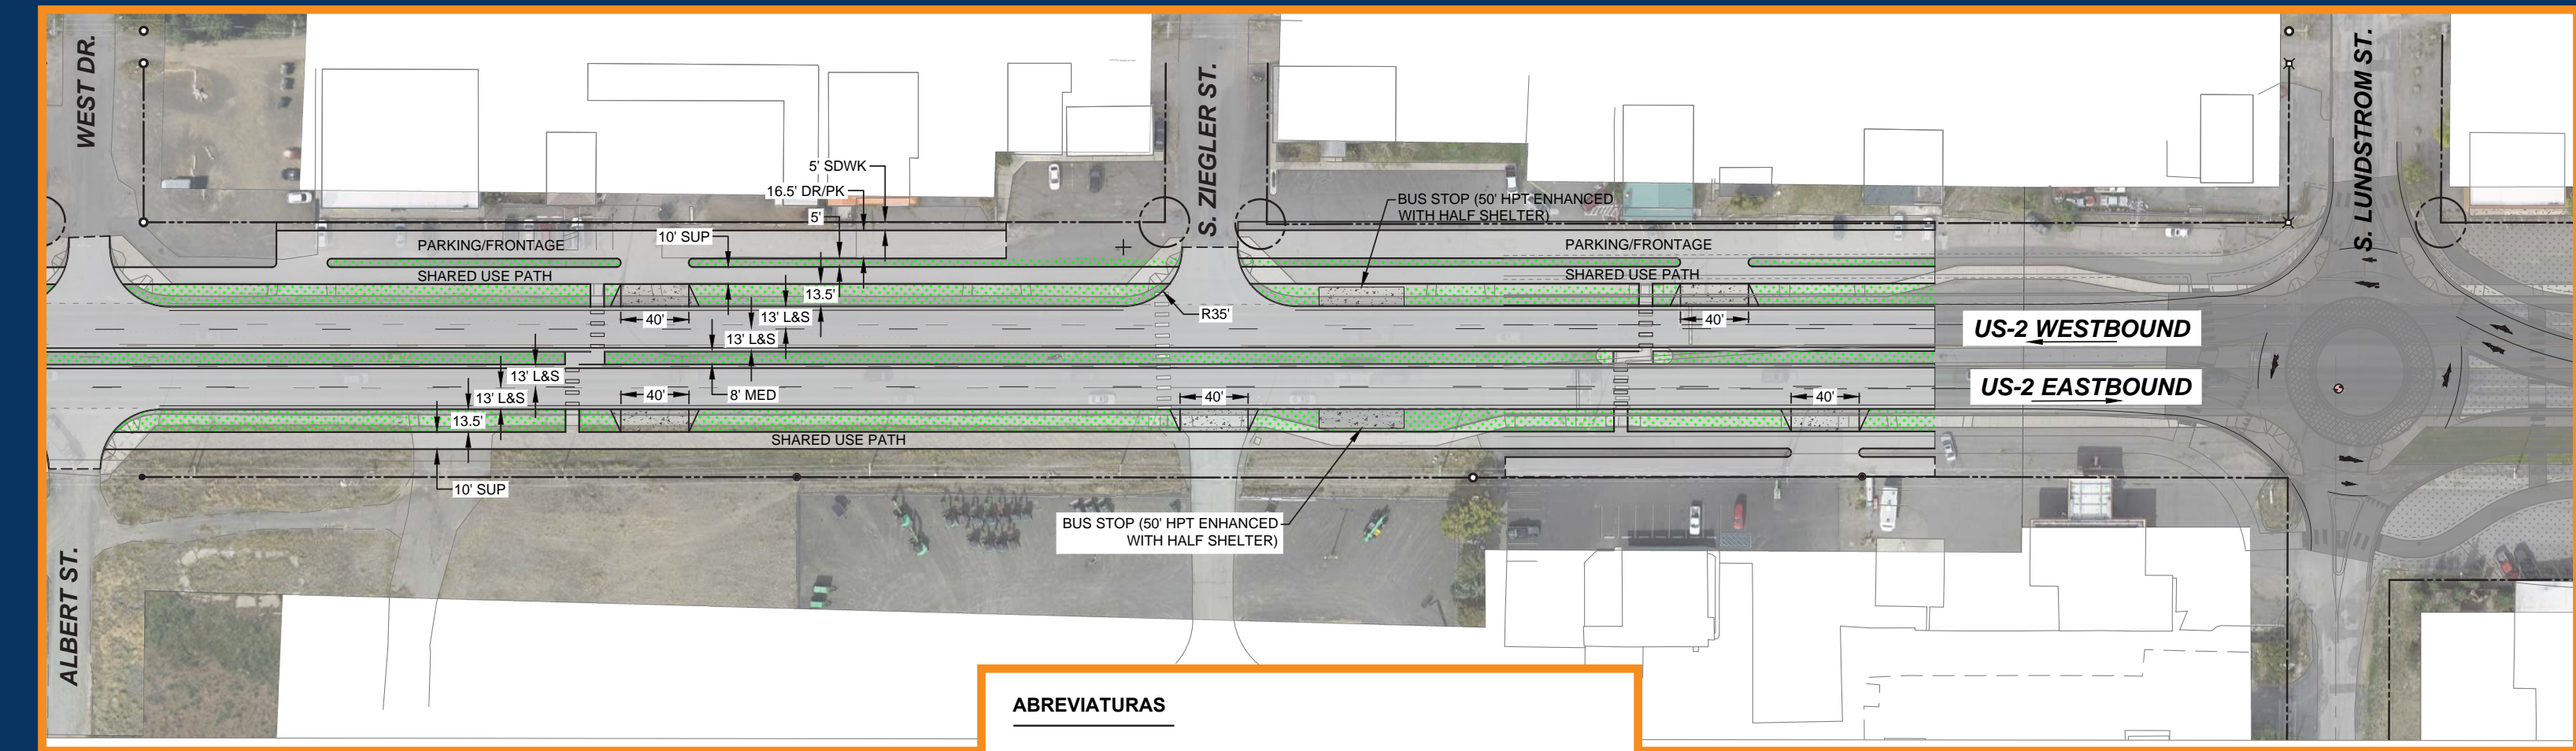 WEST DR.
S. ZIEGLER ST.
S. LUNDSTROM ST.
5' SDWK
16.5' DR/PK
5'
10' SUP
PARKING/FRONTAGE
SHARED USE PATH
13.5'
40'
13' L&S
13' L&S
R35'
BUS STOP (50' HPT ENHANCED
WITH HALF SHELTER)
PARKING/FRONTAGE
SHARED USE PATH
40'
US-2 WESTBOUND
13' L&S
13' L&S
13.5'
40'
8' MED
40'
40'
US-2 EASTBOUND
SHARED USE PATH
10' SUP
BUS STOP (50' HPT ENHANCED
WITH HALF SHELTER)
ALBERT ST.
ABREVIATURAS